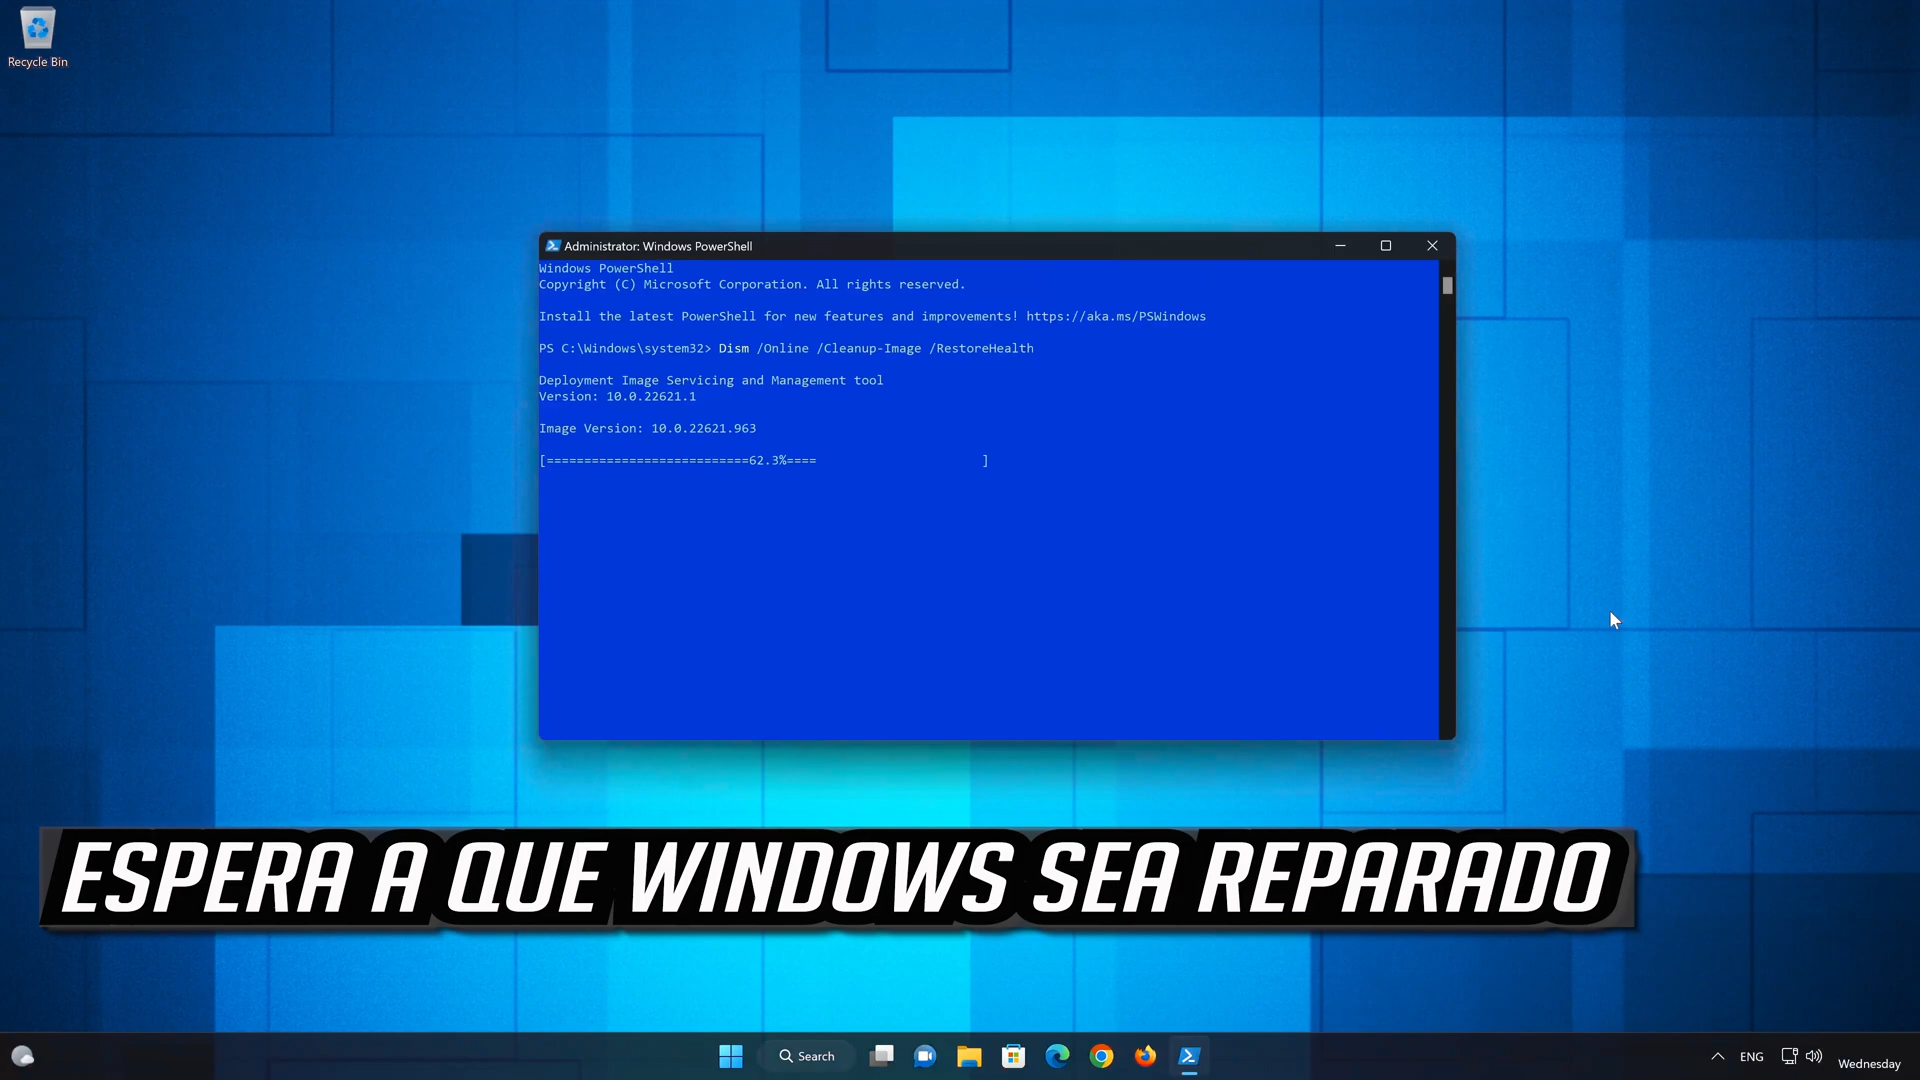 Recycle Bin
Administrator: Windows PowerShell
Windows PowerShell
Copyright (C) Microsoft Corporation. All rights reserved.
Install the latest PowerShell for new features and improvements! https://aka.ms/PSWindows
PS C:\Windows\system32> Dism /Online /Cleanup-Image /RestoreHealth
Deployment Image Servicing and Management tool
Version: 10.0.22621.1
Image Version: 10.0.22621.963
[===========================62.3%====                      ]
ESPERA A QUE WINDOWS SEA REPARADO
Search
ENG
Wednesday